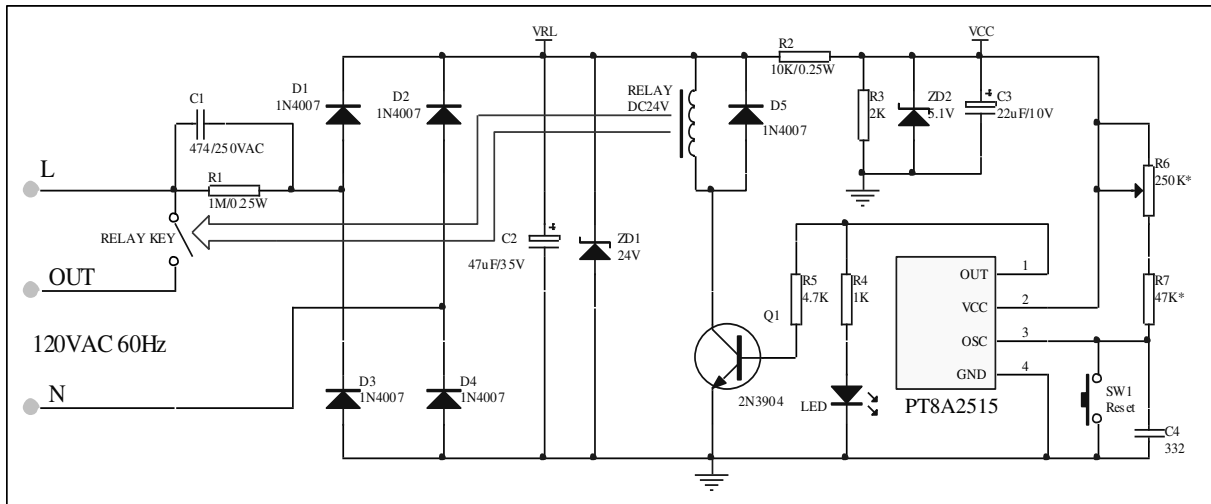 VRL
VCC
R2
10K/0.25W
D1
1N4007
D2
1N4007
RELAY
DC24V
D5
1N4007
R3
2K
ZD2
5.1V
C3
22uF/10V
C1
474/250VAC
L
R1
1M/0.25W
R6
250K*
RELAY KEY
C2
47uF/35V
ZD1
24V
OUT
R5
4.7K
R4
1K
OUT
1
VCC
2
OSC
3
GND
4
R7
47K*
Q1
120VAC 60Hz
N
D3
1N4007
D4
1N4007
2N3904
LED
PT8A2515
SW1
Reset
C4
332